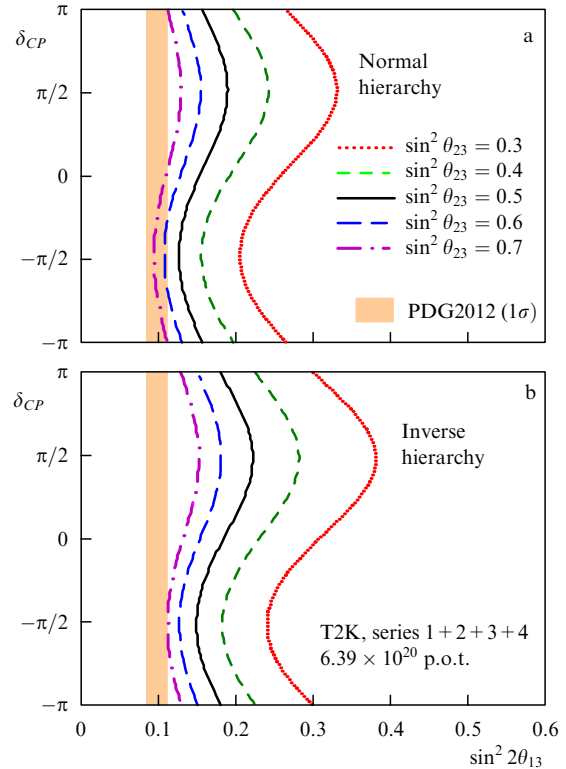 π
δCP
π/2
0
−π/2
−π
a
Normal
hierarchy
sin² θ₂₃ = 0.3
sin² θ₂₃ = 0.4
sin² θ₂₃ = 0.5
sin² θ₂₃ = 0.6
sin² θ₂₃ = 0.7
PDG2012 (1σ)
π
δCP
π/2
0
−π/2
−π
b
Inverse
hierarchy
T2K, series 1 + 2 + 3 + 4
6.39 × 10²⁰ p.o.t.
0 0.1 0.2 0.3 0.4 0.5 0.6
sin² 2θ₁₃